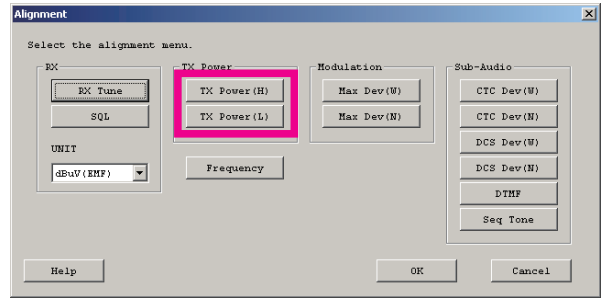 Alignment
Select the alignment menu.
RX
RX Tune
SQL
UNIT
dBuV(EMF)
TX Power
TX Power(H)
TX Power(L)
Frequency
Modulation
Max Dev(W)
Max Dev(N)
Sub-Audio
CTC Dev(W)
CTC Dev(N)
DCS Dev(W)
DCS Dev(N)
DTMF
Seq Tone
Help
OK
Cancel